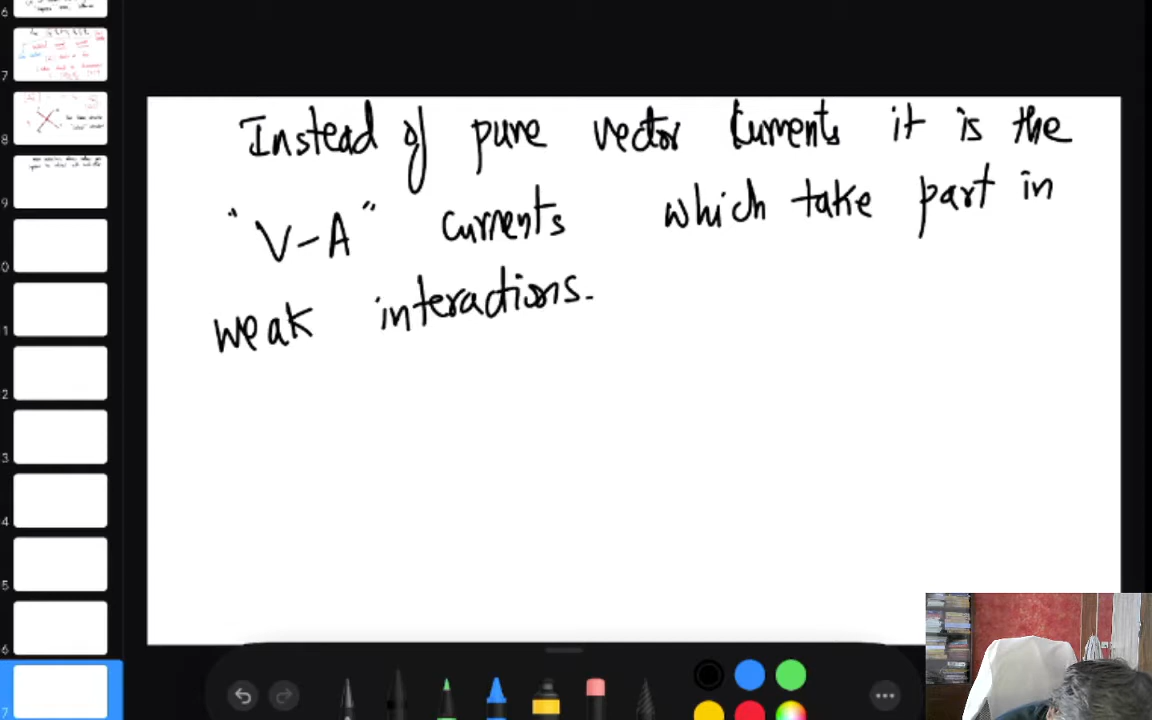 Instead of pure vector currents it is the
"V-A" currents which take part in
weak interactions.